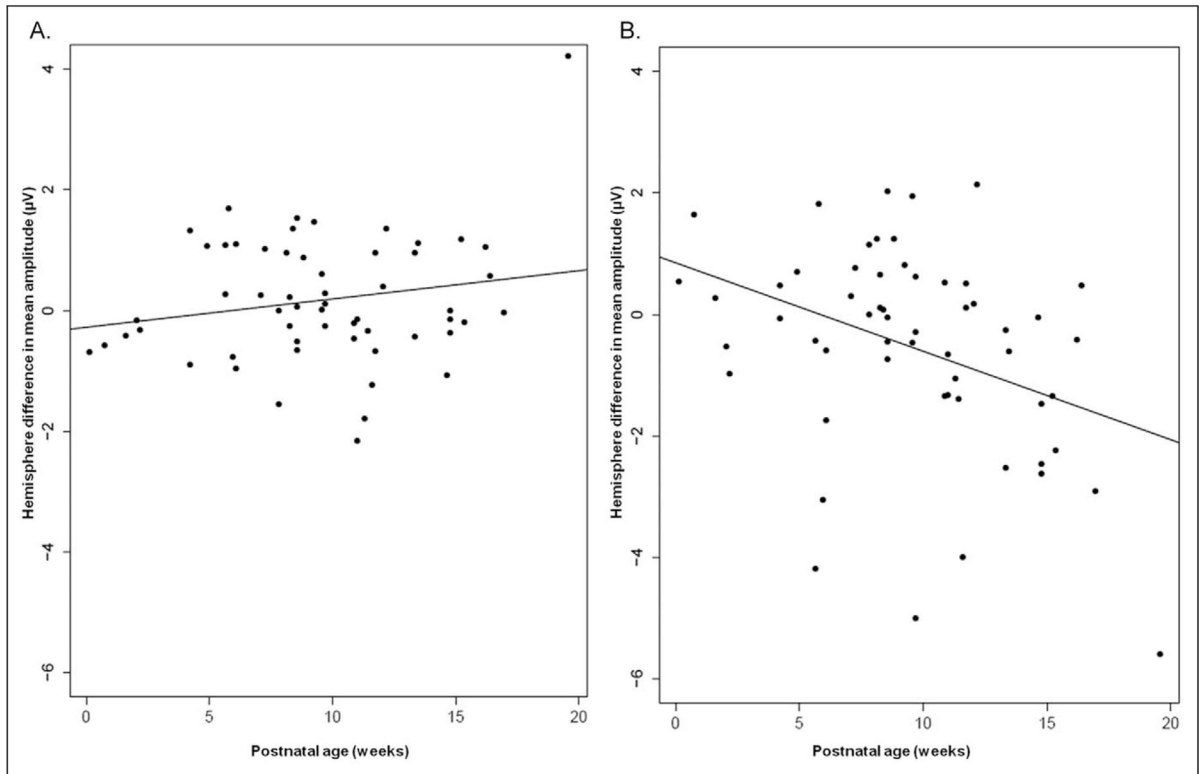 A.
Hemisphere difference in mean amplitude (µV)
4
2
0
−2
−4
−6
0 5 10 15 20
Postnatal age (weeks)
B.
Hemisphere difference in mean amplitude (µV)
4
2
0
−2
−4
−6
0 5 10 15 20
Postnatal age (weeks)